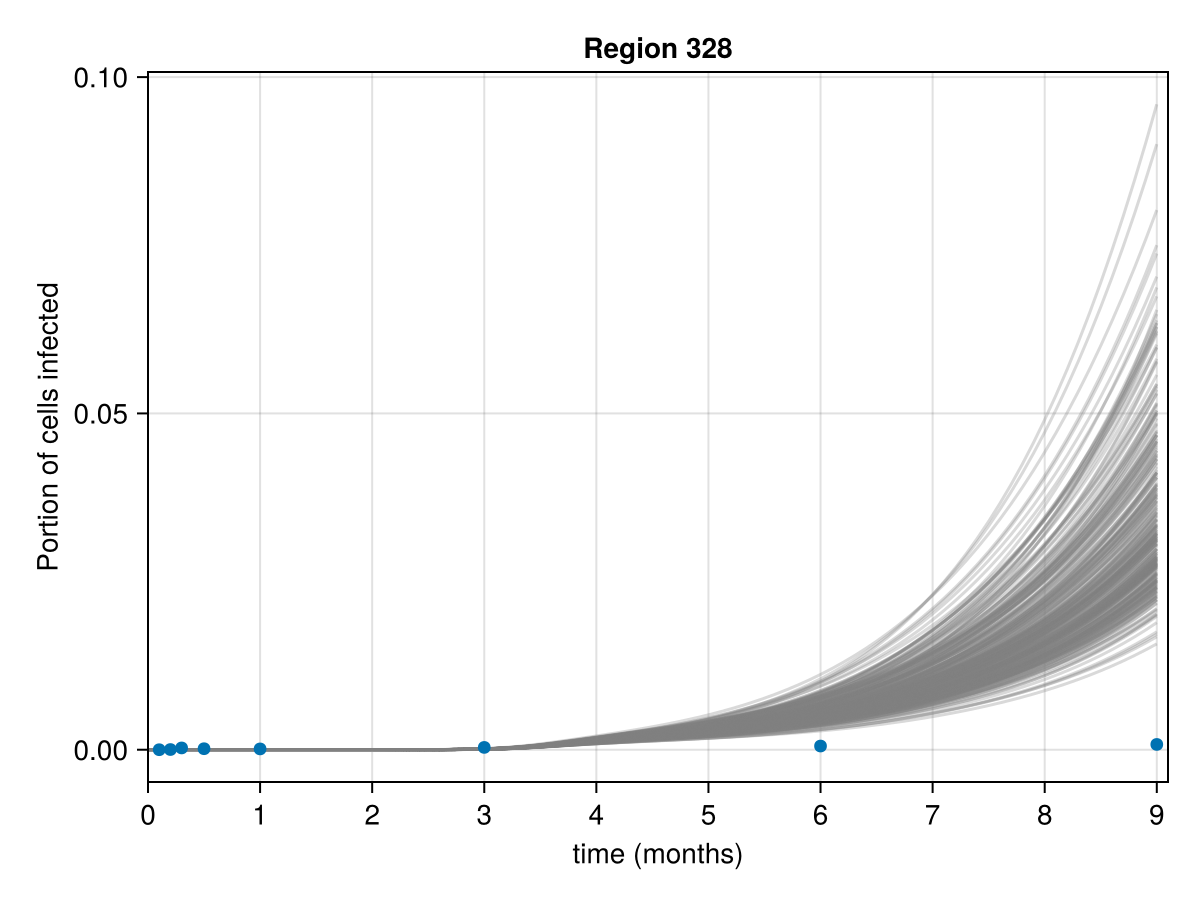 Region 328
0.10
0.05
0.00
Portion of cells infected
0 1 2 3 4 5 6 7 8 9
time (months)